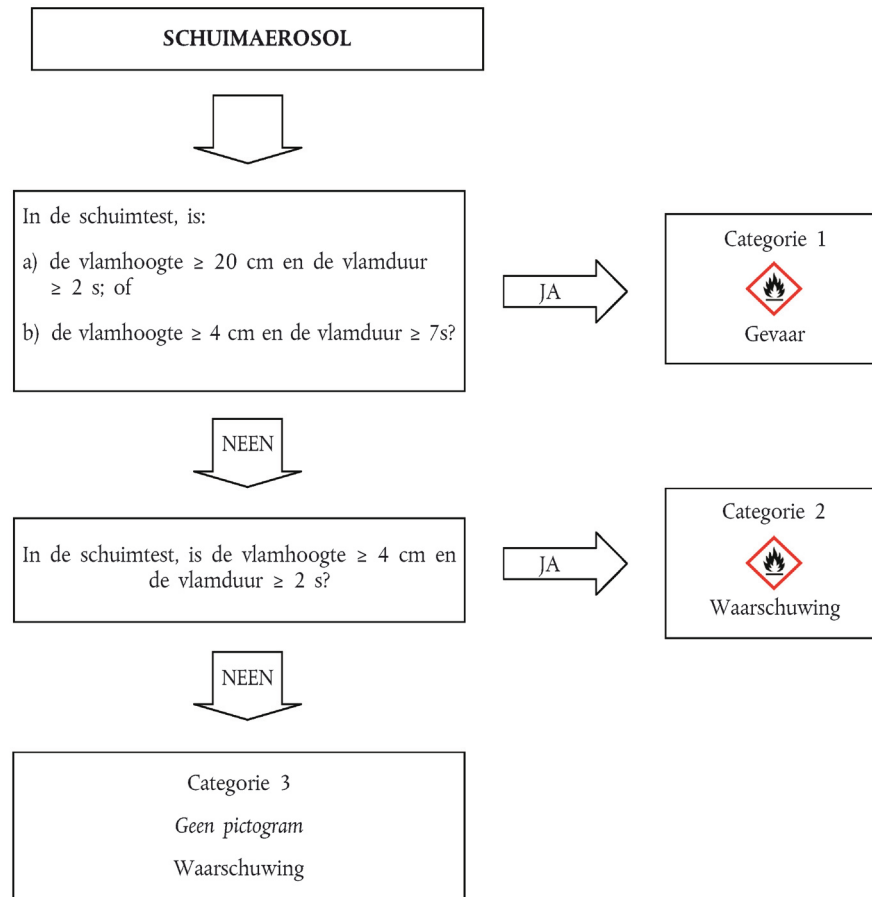 SCHUIMAEROSOL
In de schuimtest, is:
a) de vlamhoogte ≥ 20 cm en de vlamduur
≥ 2 s; of
b) de vlamhoogte ≥ 4 cm en de vlamduur ≥ 7s?
JA
Categorie 1
Gevaar
NEEN
In de schuimtest, is de vlamhoogte ≥ 4 cm en
de vlamduur ≥ 2 s?
JA
Categorie 2
Waarschuwing
NEEN
Categorie 3
Geen pictogram
Waarschuwing